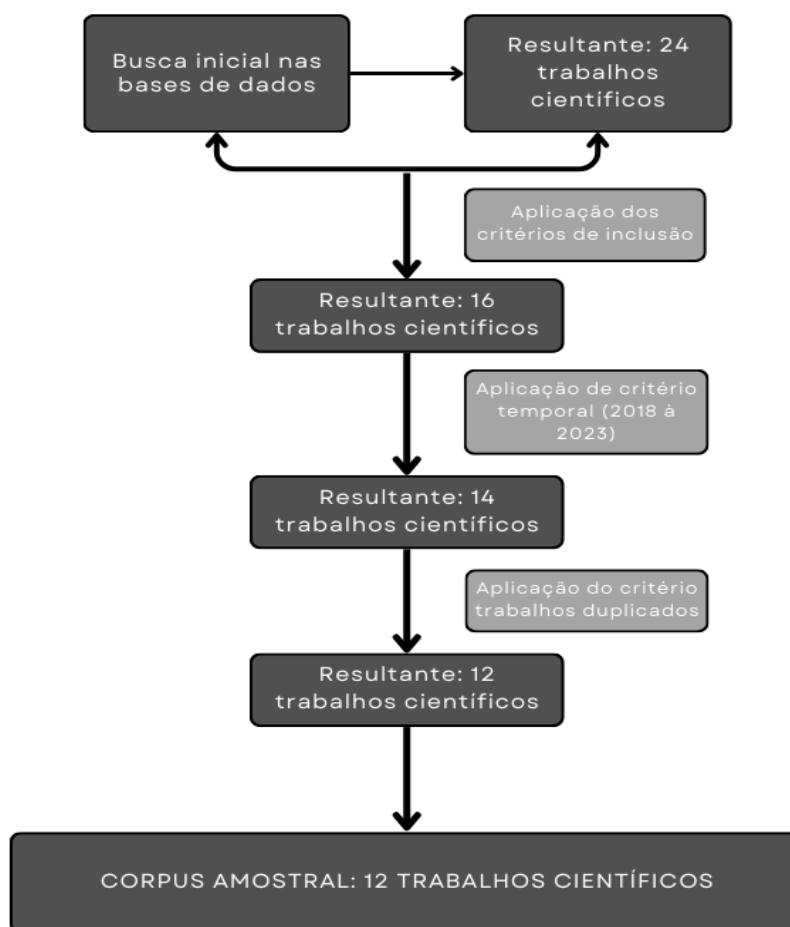 Busca inicial nas
bases de dados
Resultante: 24
trabalhos
científicos
Aplicação dos
critérios de inclusão
Resultante: 16
trabalhos científicos
Aplicação de critério
temporal (2018 à
2023)
Resultante: 14
trabalhos científicos
Aplicação do critério
trabalhos duplicados
Resultante: 12
trabalhos científicos
CORPUS AMOSTRAL: 12 TRABALHOS CIENTÍFICOS